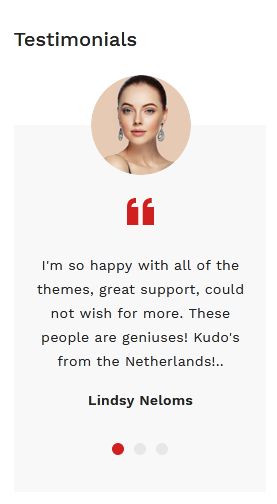 Testimonials
I'm so happy with all of the
themes, great support, could
not wish for more. These
people are geniuses! Kudo's
from the Netherlands!..
Lindsy Neloms